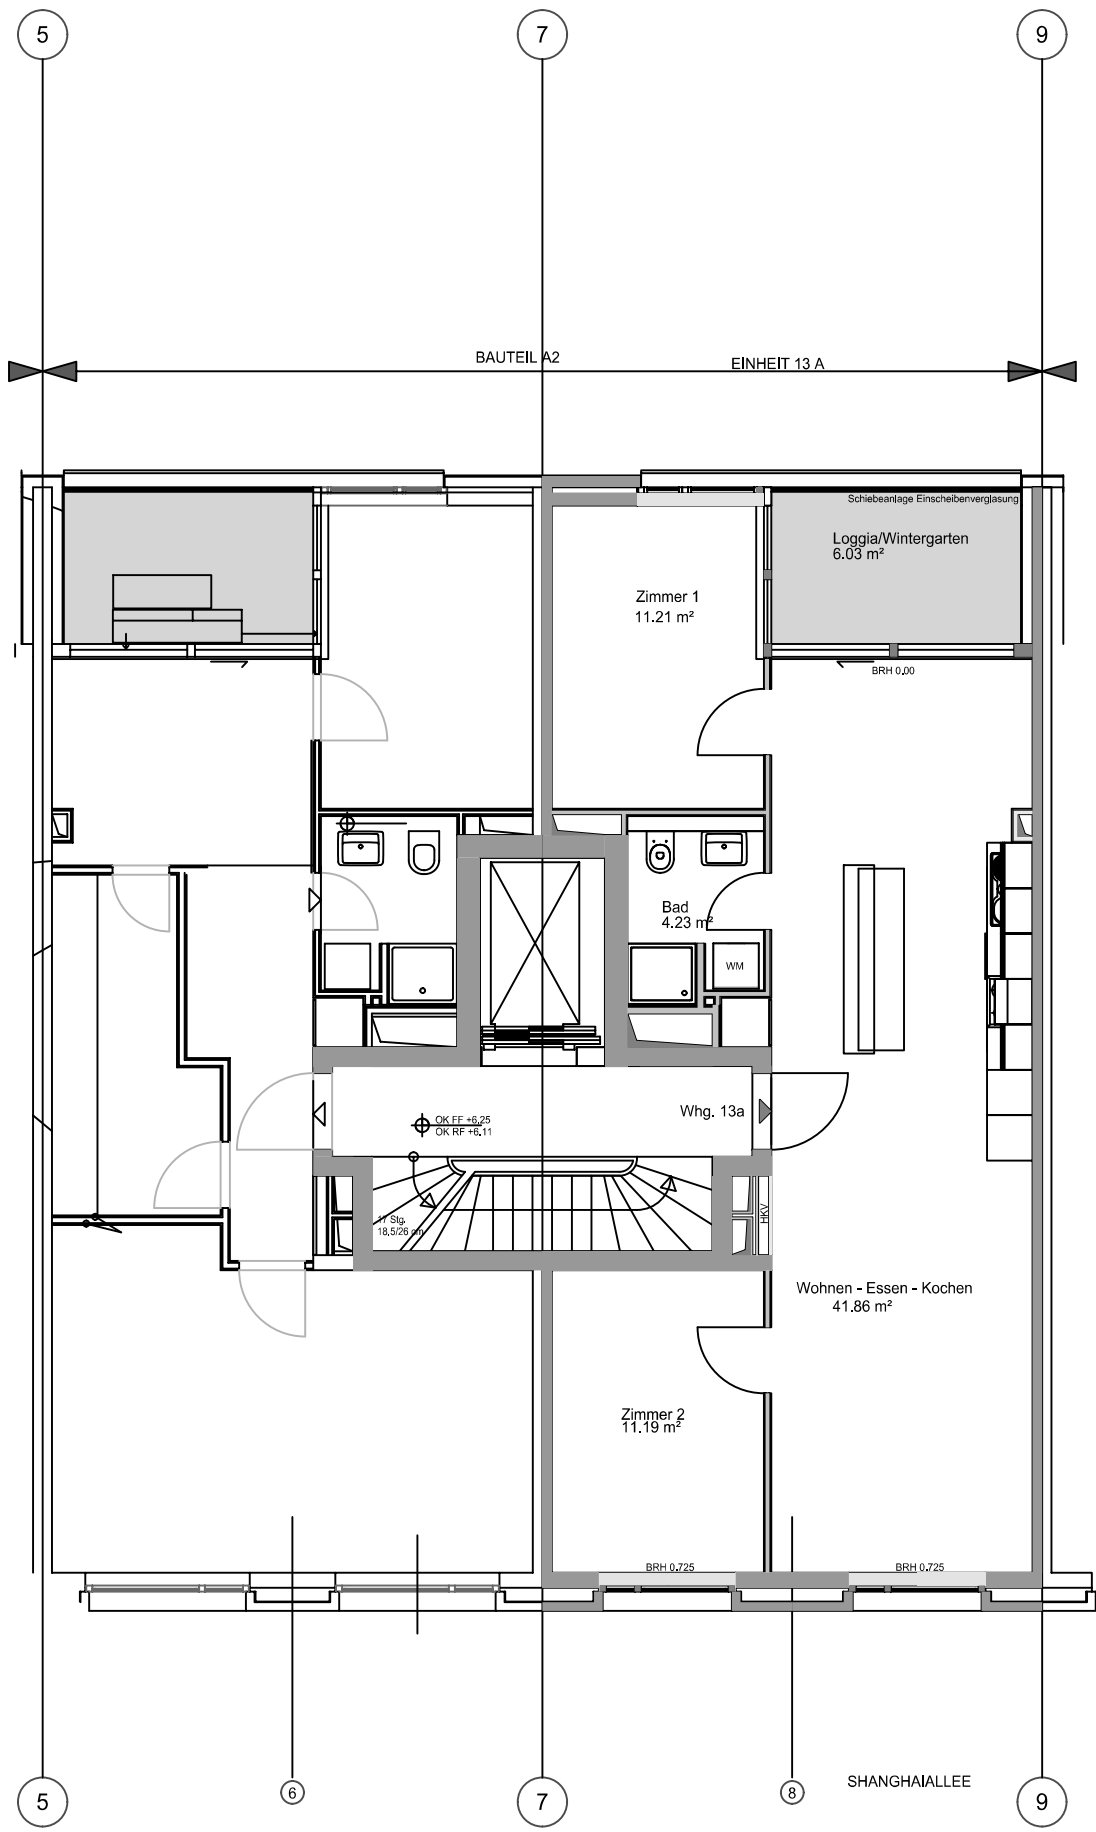 5
7
9
BAUTEIL A2
EINHEIT 13 A
Schiebeanlage Einscheibenverglasung
Loggia/Wintergarten
6.03 m²
Zimmer 1
11.21 m²
BRH 0.00
Bad
4.23 m²
WM
Whg. 13a
OK FF +6,25
OK RF +6,11
17 Stg.
18,5/26 cm
HKV
Wohnen - Essen - Kochen
41.86 m²
Zimmer 2
11.19 m²
BRH 0.725
BRH 0.725
SHANGHAIALLEE
5
6
7
8
9